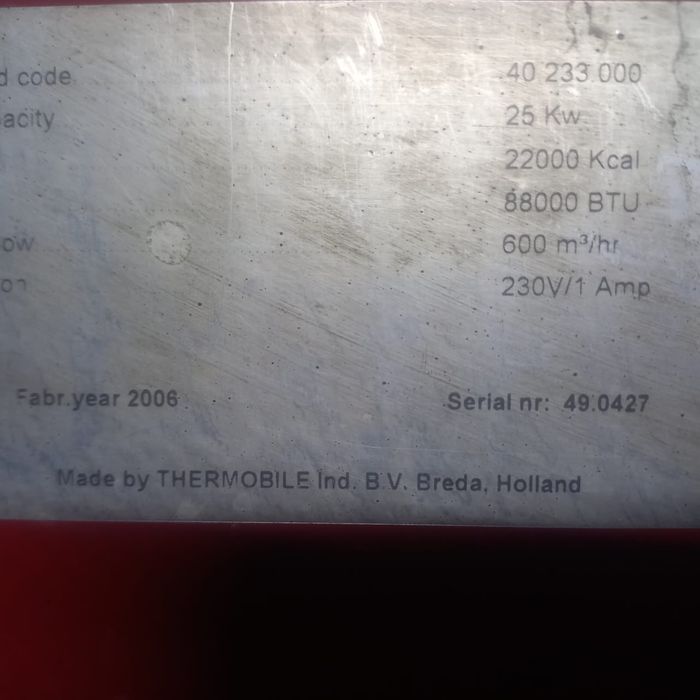 d code 40 233 000
acity 25 Kw
22000 Kcal
88000 BTU
ow 600 m³/hr
on 230V/1 Amp
Fabr.year 2006 Serial nr: 49.0427
Made by THERMOBILE Ind. B.V. Breda, Holland